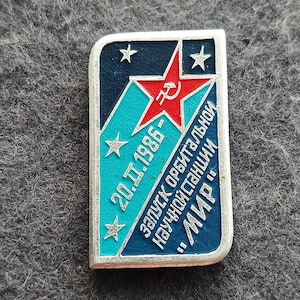 20.II.1986-
ЗАПУСК ОРБИТАЛЬНОЙ
НАУЧНОЙ СТАНЦИИ
"МИР"